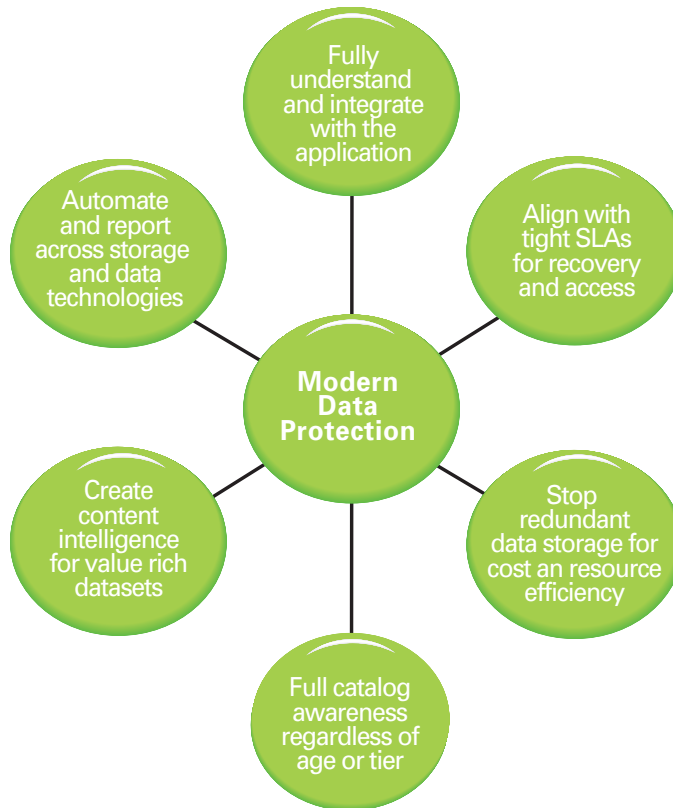 Fully
understand
and integrate
with the
application
Automate
and report
across storage
and data
technologies
Align with
tight SLAs
for recovery
and access
Modern
Data
Protection
Create
content
intelligence
for value rich
datasets
Stop
redundant
data storage for
cost an resource
efficiency
Full catalog
awareness
regardless of
age or tier